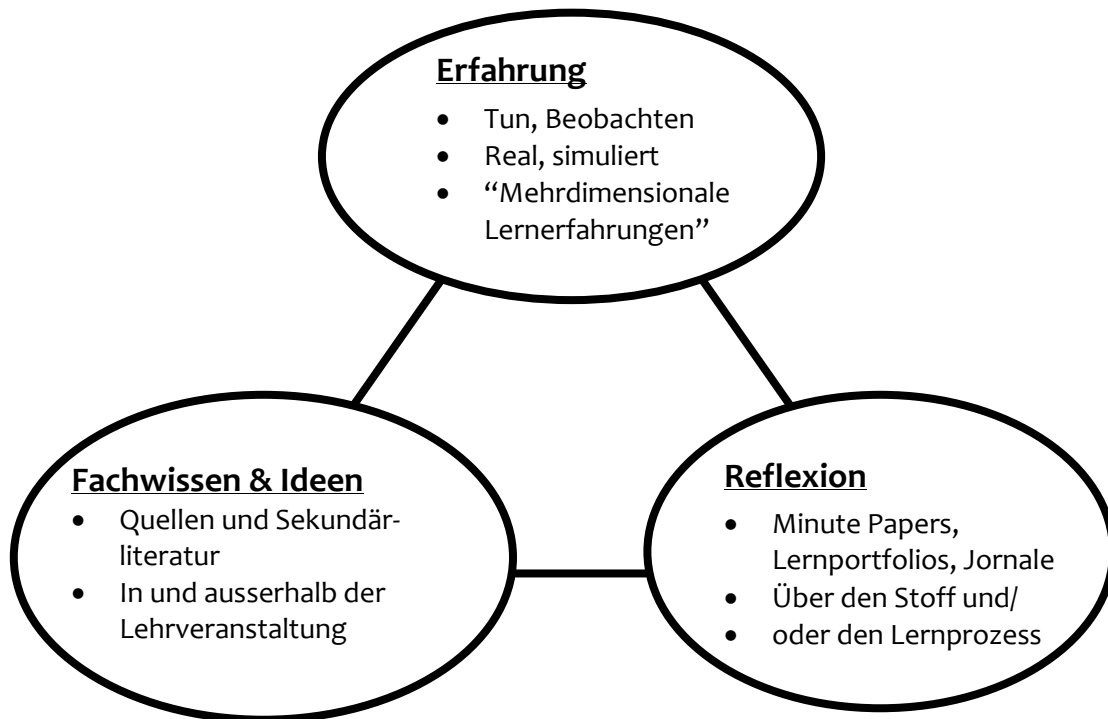 Erfahrung
• Tun, Beobachten
• Real, simuliert
• “Mehrdimensionale
Lernerfahrungen”
Fachwissen & Ideen
• Quellen und Sekundär-
literatur
• In und ausserhalb der
Lehrveranstaltung
Reflexion
• Minute Papers,
Lernportfolios, Jornale
• Über den Stoff und/
• oder den Lernprozess